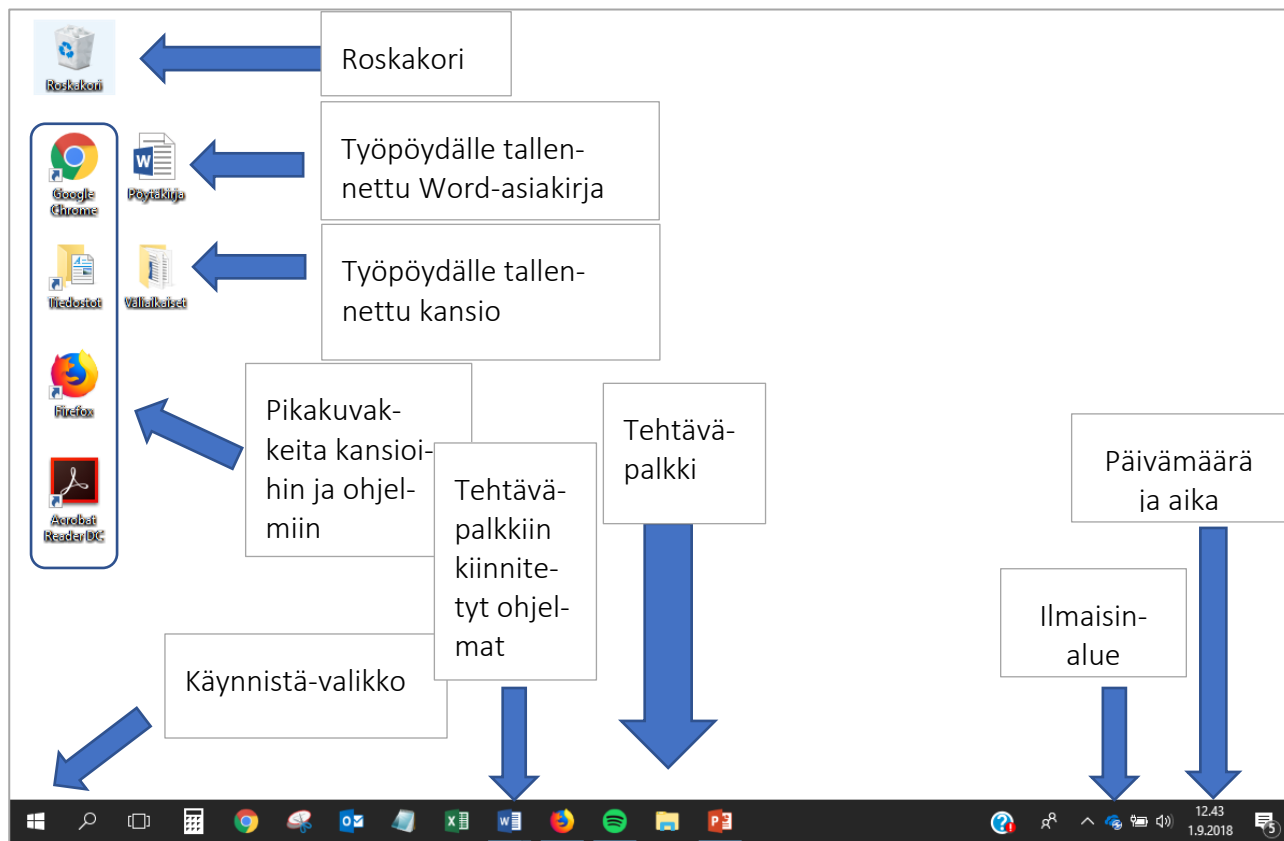 Roskakori
Roskakori
Google
Chrome
Pöytäkirja
Työpöydälle tallen-
nettu Word-asiakirja
Tiedostot
Väliaikaiset
Työpöydälle tallen-
nettu kansio
Firefox
Acrobat
Reader DC
Pikakuvak-
keita kansioi-
hin ja ohjel-
miin
Tehtävä-
palkkiin
kiinnite-
tyt ohjel-
mat
Tehtävä-
palkki
Päivämäärä
ja aika
Ilmaisin-
alue
Käynnistä-valikko
12.43
1.9.2018
5